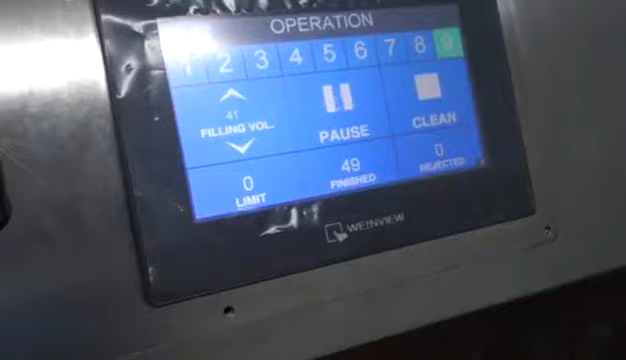 OPERATION
1 2 3 4 5 6 7 8 9
41
FILLING VOL.
PAUSE
CLEAN
0
LIMIT
49
FINISHED
0
REJECTED
WEINVIEW